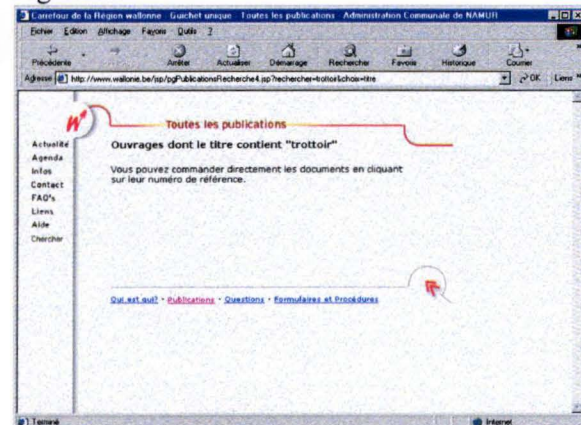 Carrefour de la Région wallonne Guichet unique Toutes les publications - Administration Communale de NAMUR
Fichier Edition Affichage Favoris Outils ?
Précédente Arrêter Actualiser Démarrage Rechercher Favoris Historique Courrier
Adresse http://www.wallonie.be/jsp/pgPublicationsRecherche4.jsp?rechercher=trottoir&choix=titre OK Liens
W
Toutes les publications
Actualité
Agenda
Infos
Contact
FAQ's
Liens
Aide
Chercher
Ouvrages dont le titre contient "trottoir"
Vous pouvez commander directement les documents en cliquant
sur leur numéro de référence.
Qui est qui? - Publications - Questions - Formulaires et Procédures
Terminé Internet